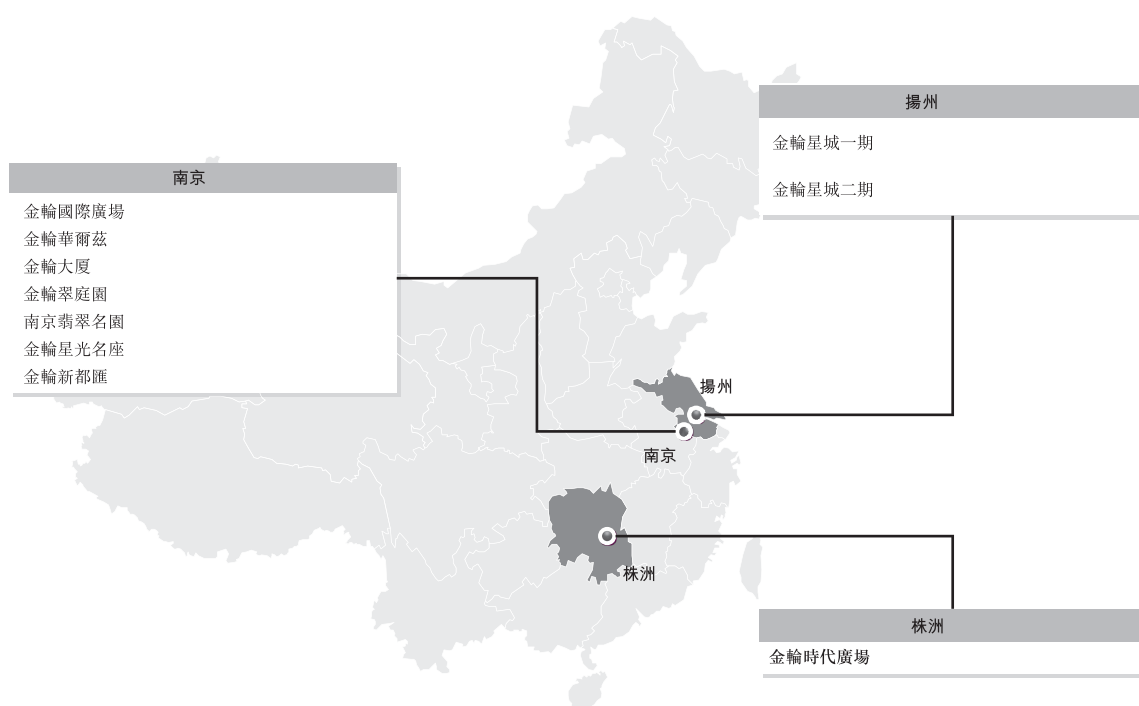 南京
金輪國際廣場
金輪華爾茲
金輪大厦
金輪翠庭園
南京翡翠名園
金輪星光名座
金輪新都匯
揚州
金輪星城一期
金輪星城二期
揚州
南京
株洲
株洲
金輪時代廣場